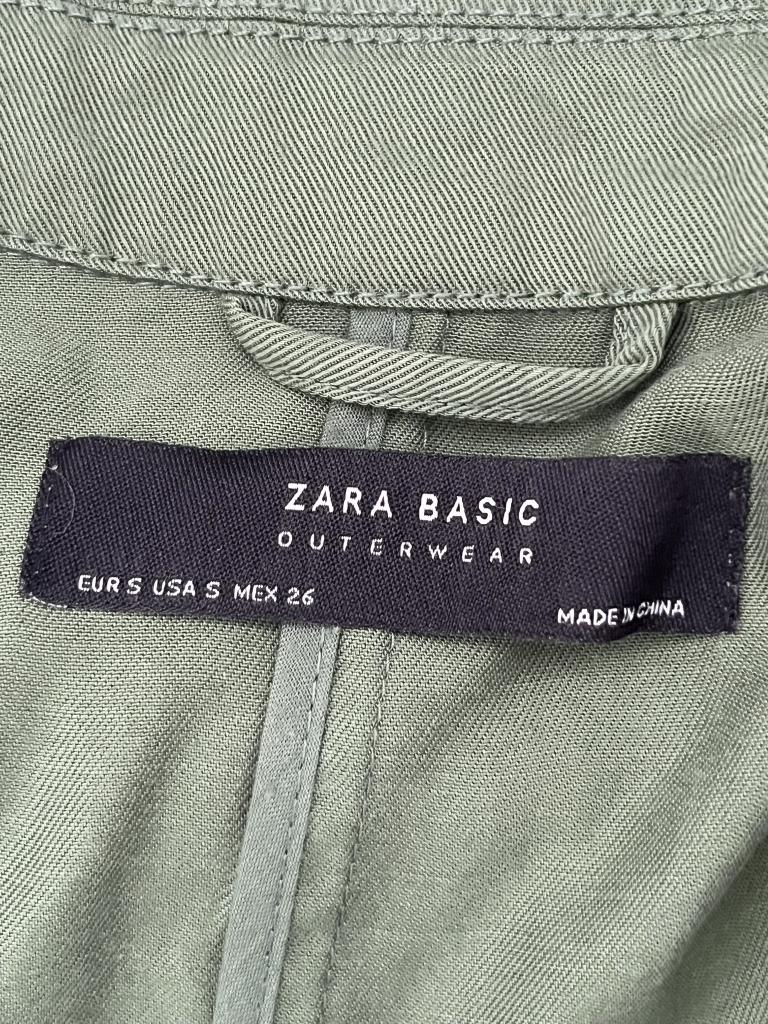 ZARA BASIC
OUTERWEAR
EUR S USA S MEX 26
MADE IN CHINA